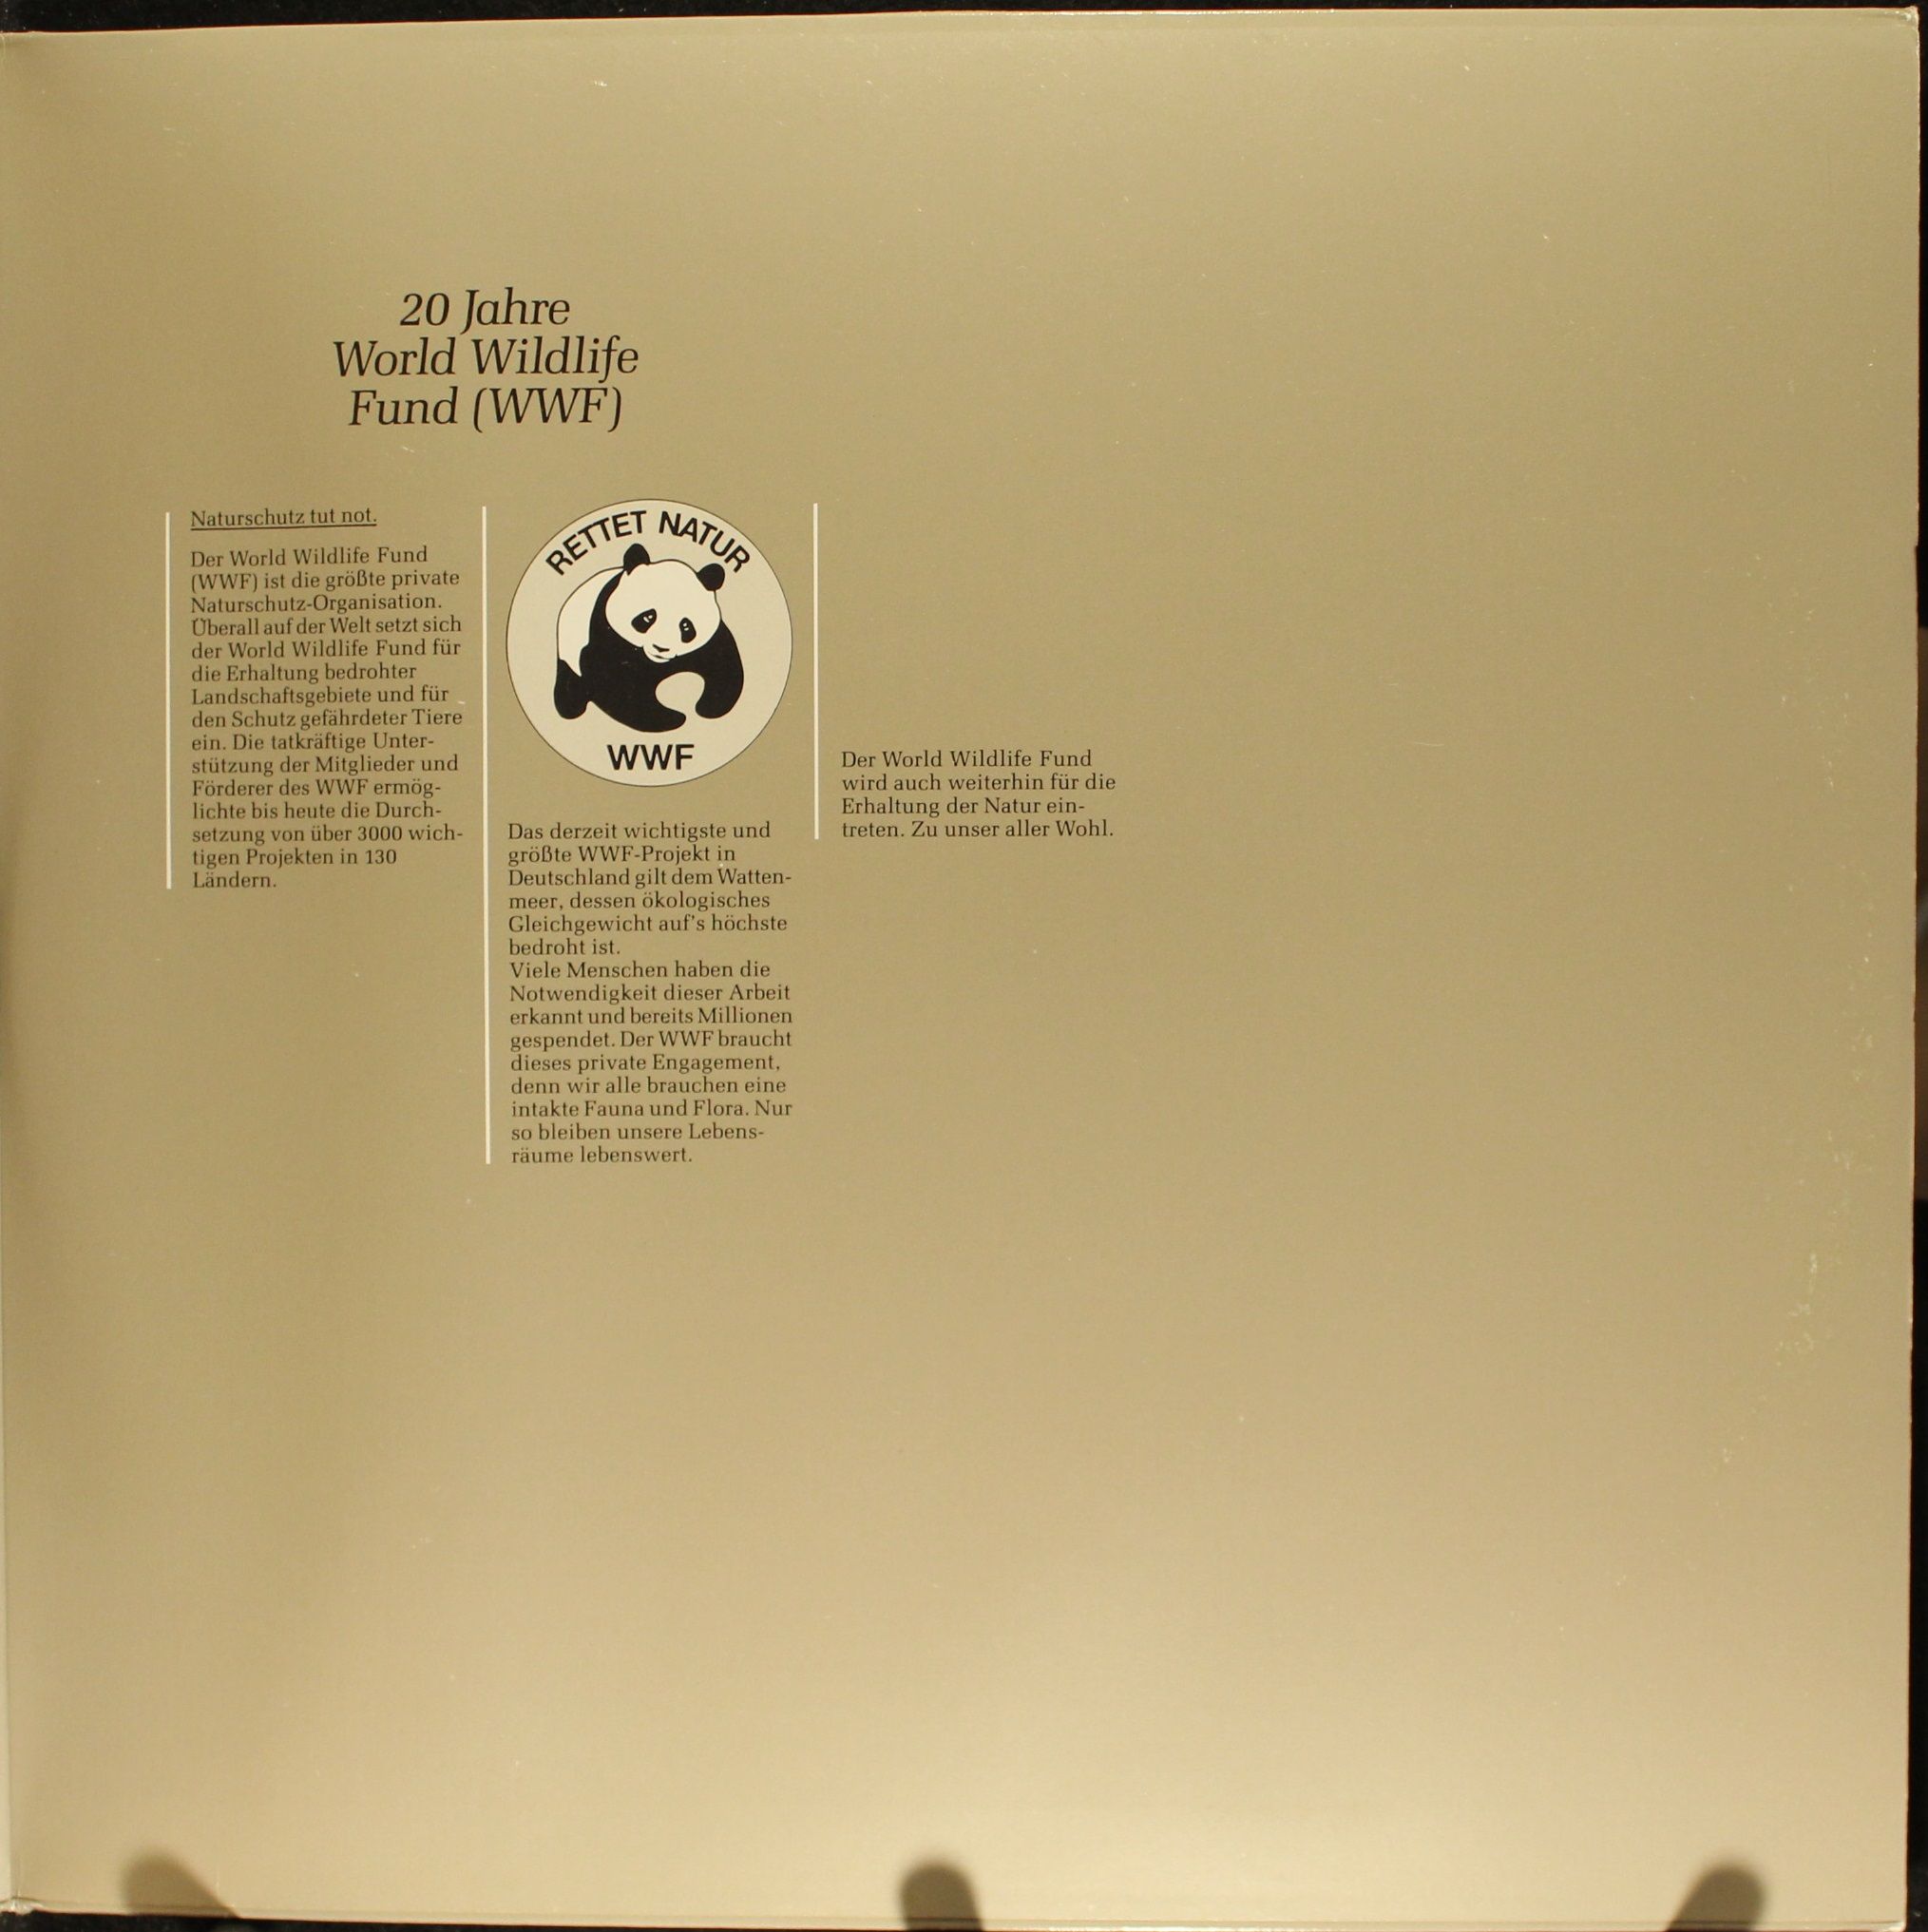 20 Jahre
World Wildlife
Fund (WWF)
Naturschutz tut not.
Der World Wildlife Fund
(WWF) ist die größte private
Naturschutz-Organisation.
Überall auf der Welt setzt sich
der World Wildlife Fund für
die Erhaltung bedrohter
Landschaftsgebiete und für
den Schutz gefährdeter Tiere
ein. Die tatkräftige Unter-
stützung der Mitglieder und
Förderer des WWF ermög-
lichte bis heute die Durch-
setzung von über 3000 wich-
tigen Projekten in 130
Ländern.
RETTET NATUR
WWF
Das derzeit wichtigste und
größte WWF-Projekt in
Deutschland gilt dem Watten-
meer, dessen ökologisches
Gleichgewicht auf's höchste
bedroht ist.
Viele Menschen haben die
Notwendigkeit dieser Arbeit
erkannt und bereits Millionen
gespendet. Der WWF braucht
dieses private Engagement,
denn wir alle brauchen eine
intakte Fauna und Flora. Nur
so bleiben unsere Lebens-
räume lebenswert.
Der World Wildlife Fund
wird auch weiterhin für die
Erhaltung der Natur ein-
treten. Zu unser aller Wohl.